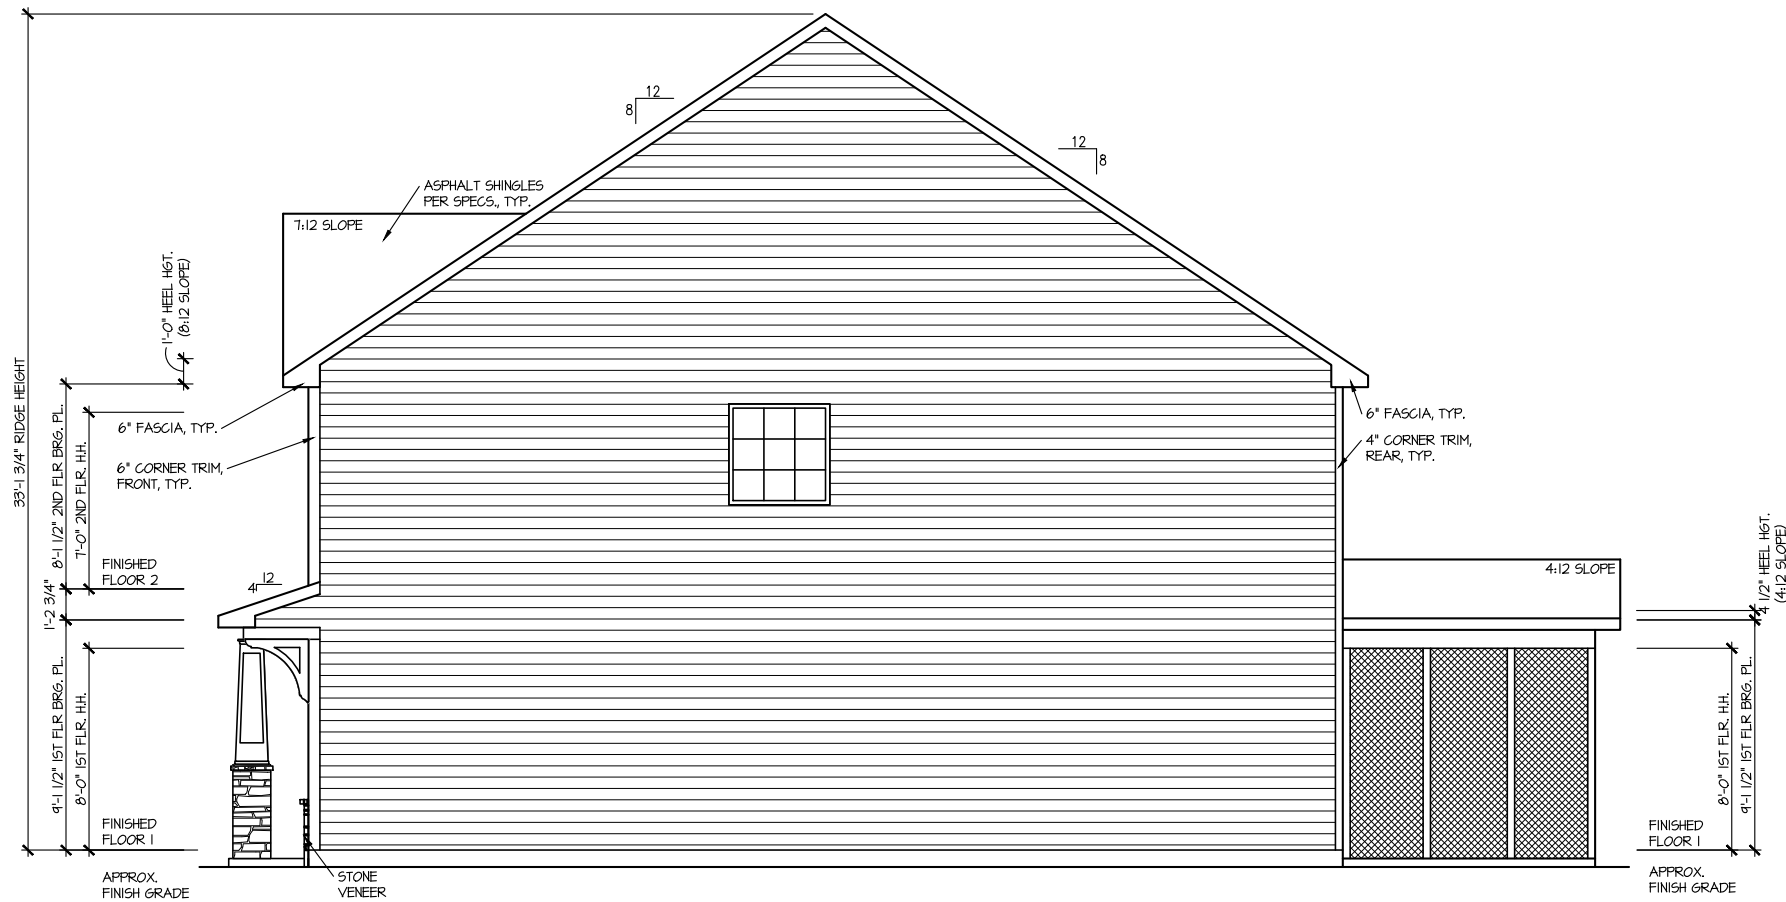 12
8
12
8
ASPHALT SHINGLES
PER SPECS., TYP.
7:12 SLOPE
1'-0" HEEL HGT.
(8:12 SLOPE)
33'-1 3/4" RIDGE HEIGHT
8'-1 1/2" 2ND FLR BRG. PL.
7'-0" 2ND FLR. H.H.
6" FASCIA, TYP.
6" CORNER TRIM,
FRONT, TYP.
6" FASCIA, TYP.
4" CORNER TRIM,
REAR, TYP.
FINISHED
FLOOR 2
12
4
1'-2 3/4"
4:12 SLOPE
4 1/2" HEEL HGT.
(4:12 SLOPE)
9'-1 1/2" 1ST FLR BRG. PL.
8'-0" 1ST FLR. H.H.
8'-0" 1ST FLR. H.H.
9'-1 1/2" 1ST FLR BRG. PL.
FINISHED
FLOOR 1
FINISHED
FLOOR 1
APPROX.
FINISH GRADE
STONE
VENEER
APPROX.
FINISH GRADE